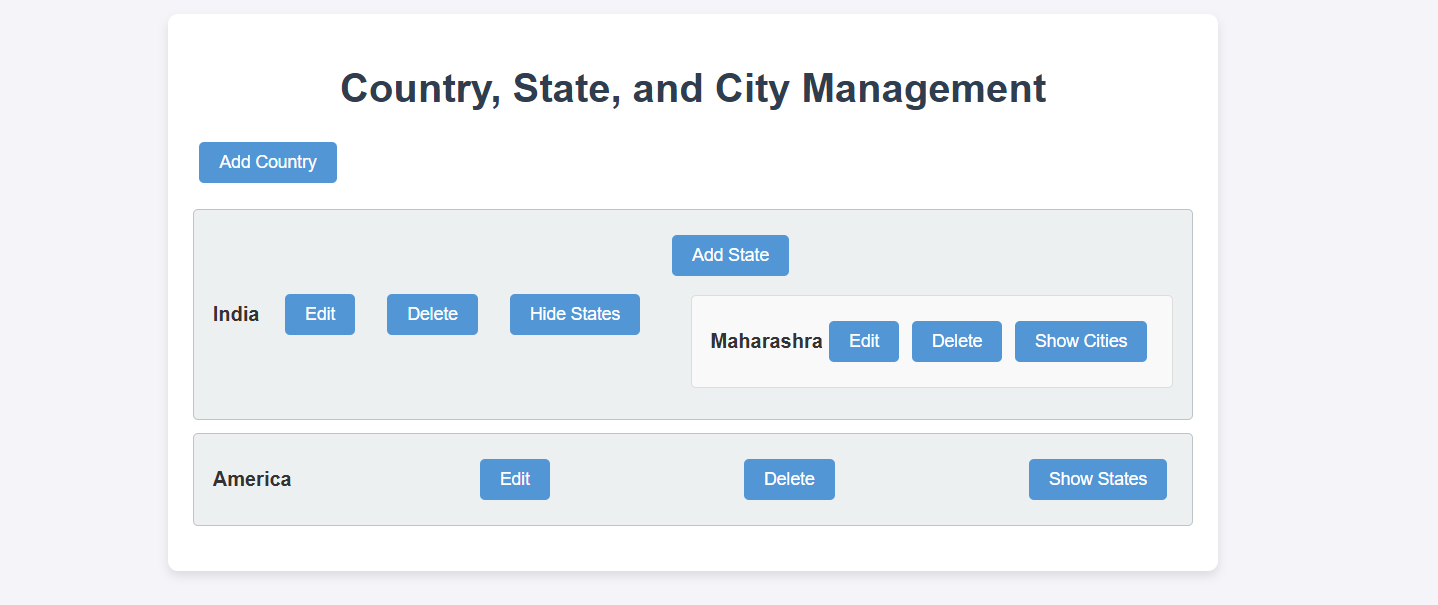 Country, State, and City Management
Add Country
Add State
India Edit Delete Hide States
Maharashra Edit Delete Show Cities
America Edit Delete Show States